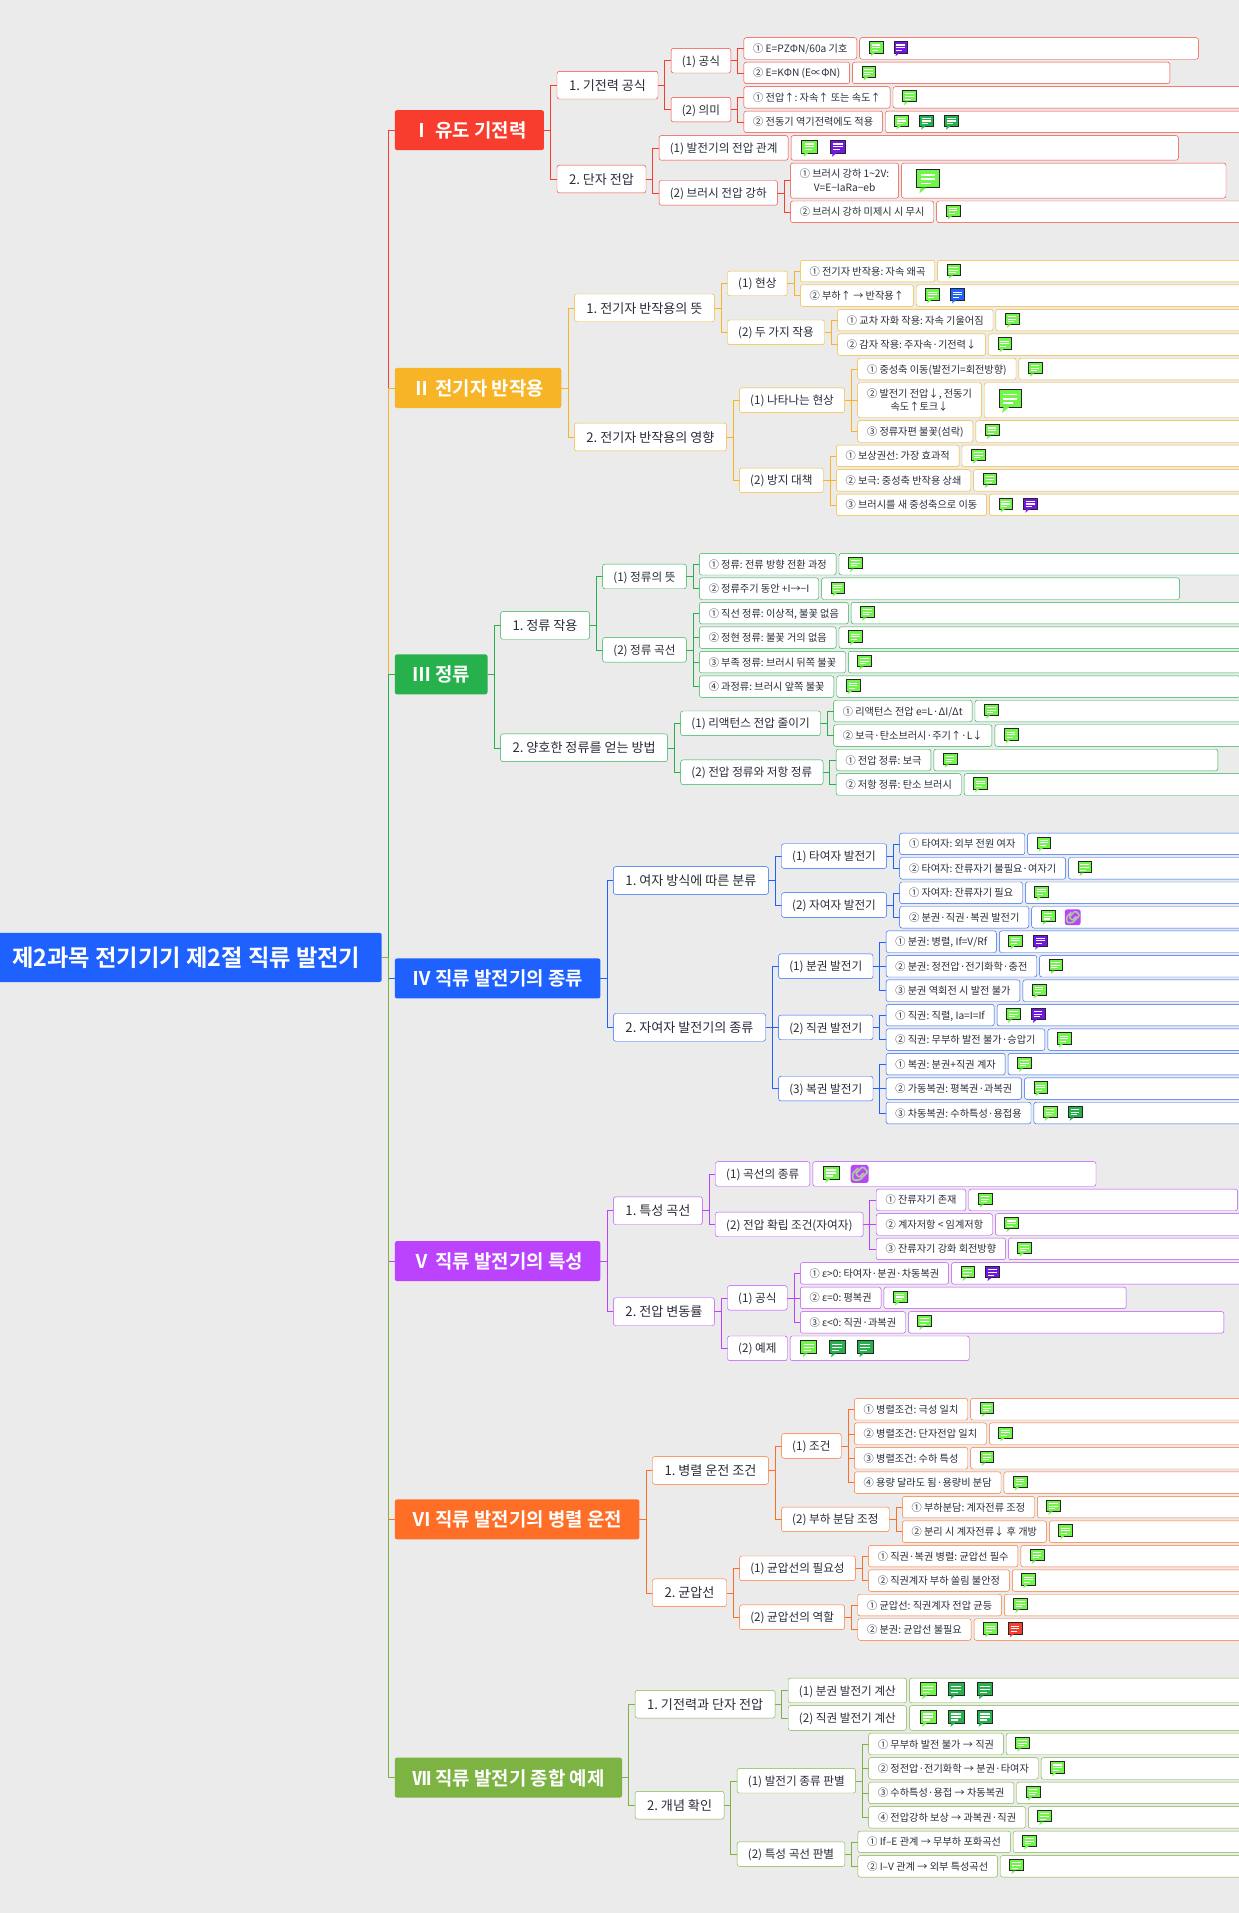 제2과목 전기기기 제2절 직류 발전기
Ⅰ 유도 기전력
1. 기전력 공식
(1) 공식
① E=PZΦN/60a 기호
② E=KΦN (E∝ΦN)
(2) 의미
① 전압↑: 자속↑ 또는 속도↑
② 전동기 역기전력에도 적용
2. 단자 전압
(1) 발전기의 전압 관계
(2) 브러시 전압 강하
① 브러시 강하 1~2V:
V=E−IaRa−eb
② 브러시 강하 미제시 시 무시
Ⅱ 전기자 반작용
1. 전기자 반작용의 뜻
(1) 현상
① 전기자 반작용: 자속 왜곡
② 부하↑ → 반작용↑
(2) 두 가지 작용
① 교차 자화 작용: 자속 기울어짐
② 감자 작용: 주자속·기전력↓
2. 전기자 반작용의 영향
(1) 나타나는 현상
① 중성축 이동(발전기=회전방향)
② 발전기 전압↓, 전동기
속도↑토크↓
③ 정류자편 불꽃(섬락)
(2) 방지 대책
① 보상권선: 가장 효과적
② 보극: 중성축 반작용 상쇄
③ 브러시를 새 중성축으로 이동
Ⅲ 정류
1. 정류 작용
(1) 정류의 뜻
① 정류: 전류 방향 전환 과정
② 정류주기 동안 +I→−I
(2) 정류 곡선
① 직선 정류: 이상적, 불꽃 없음
② 정현 정류: 불꽃 거의 없음
③ 부족 정류: 브러시 뒤쪽 불꽃
④ 과정류: 브러시 앞쪽 불꽃
2. 양호한 정류를 얻는 방법
(1) 리액턴스 전압 줄이기
① 리액턴스 전압 e=L·ΔI/Δt
② 보극·탄소브러시·주기↑·L↓
(2) 전압 정류와 저항 정류
① 전압 정류: 보극
② 저항 정류: 탄소 브러시
Ⅳ 직류 발전기의 종류
1. 여자 방식에 따른 분류
(1) 타여자 발전기
① 타여자: 외부 전원 여자
② 타여자: 잔류자기 불필요·여자기
(2) 자여자 발전기
① 자여자: 잔류자기 필요
② 분권·직권·복권 발전기
2. 자여자 발전기의 종류
(1) 분권 발전기
① 분권: 병렬, If=V/Rf
② 분권: 정전압·전기화학·충전
③ 분권 역회전 시 발전 불가
(2) 직권 발전기
① 직권: 직렬, Ia=I=If
② 직권: 무부하 발전 불가·승압기
(3) 복권 발전기
① 복권: 분권+직권 계자
② 가동복권: 평복권·과복권
③ 차동복권: 수하특성·용접용
Ⅴ 직류 발전기의 특성
1. 특성 곡선
(1) 곡선의 종류
(2) 전압 확립 조건(자여자)
① 잔류자기 존재
② 계자저항 < 임계저항
③ 잔류자기 강화 회전방향
2. 전압 변동률
(1) 공식
① ε>0: 타여자·분권·차동복권
② ε=0: 평복권
③ ε<0: 직권·과복권
(2) 예제
Ⅵ 직류 발전기의 병렬 운전
1. 병렬 운전 조건
(1) 조건
① 병렬조건: 극성 일치
② 병렬조건: 단자전압 일치
③ 병렬조건: 수하 특성
④ 용량 달라도 됨·용량비 분담
(2) 부하 분담 조정
① 부하분담: 계자전류 조정
② 분리 시 계자전류↓ 후 개방
2. 균압선
(1) 균압선의 필요성
① 직권·복권 병렬: 균압선 필수
② 직권계자 부하 쏠림 불안정
(2) 균압선의 역할
① 균압선: 직권계자 전압 균등
② 분권: 균압선 불필요
Ⅶ 직류 발전기 종합 예제
1. 기전력과 단자 전압
(1) 분권 발전기 계산
(2) 직권 발전기 계산
2. 개념 확인
(1) 발전기 종류 판별
① 무부하 발전 불가 → 직권
② 정전압·전기화학 → 분권·타여자
③ 수하특성·용접 → 차동복권
④ 전압강하 보상 → 과복권·직권
(2) 특성 곡선 판별
① If–E 관계 → 무부하 포화곡선
② I–V 관계 → 외부 특성곡선